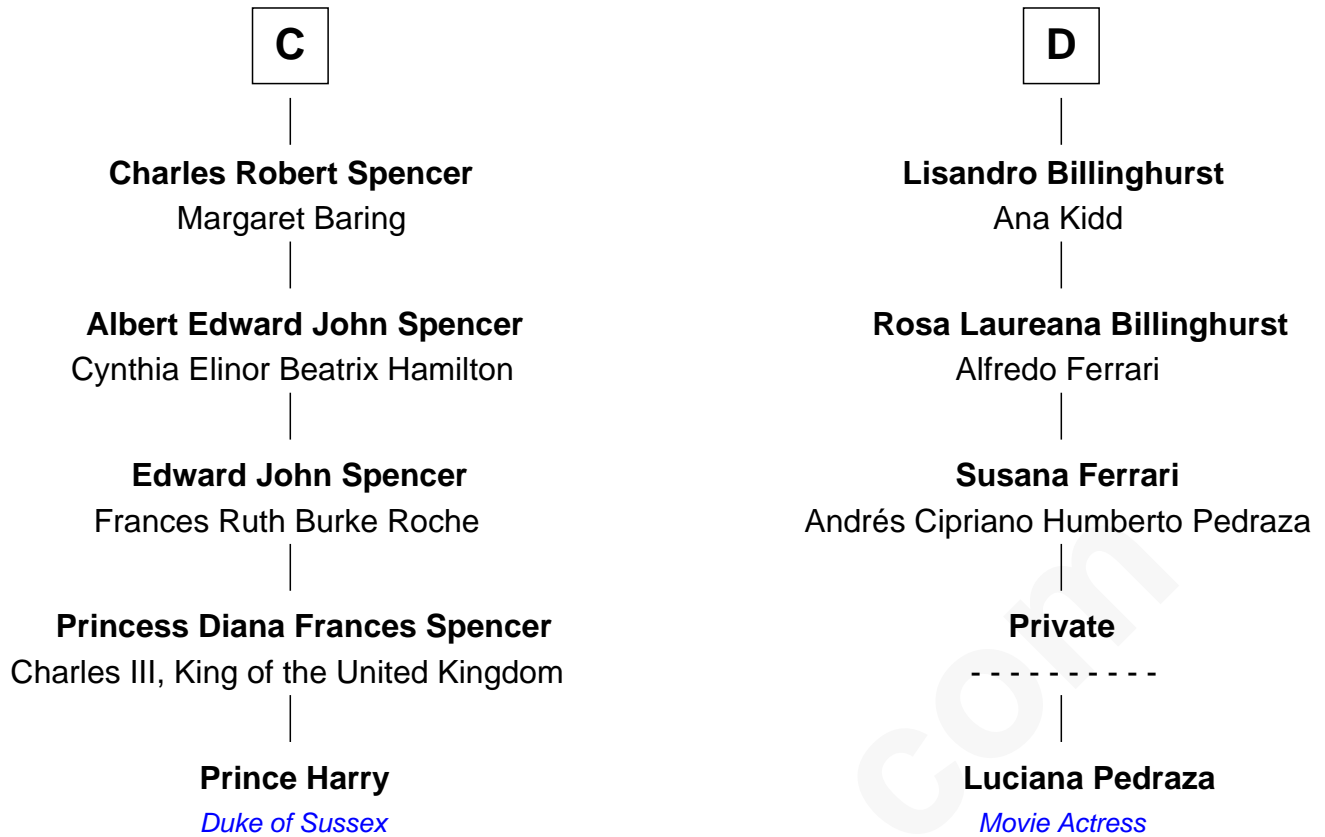 C
Charles Robert Spencer
Margaret Baring
Albert Edward John Spencer
Cynthia Elinor Beatrix Hamilton
Edward John Spencer
Frances Ruth Burke Roche
Princess Diana Frances Spencer
Charles III, King of the United Kingdom
Prince Harry
Duke of Sussex
D
Lisandro Billinghurst
Ana Kidd
Rosa Laureana Billinghurst
Alfredo Ferrari
Susana Ferrari
Andrés Cipriano Humberto Pedraza
Private
- - - - - - - - - -
Luciana Pedraza
Movie Actress
com